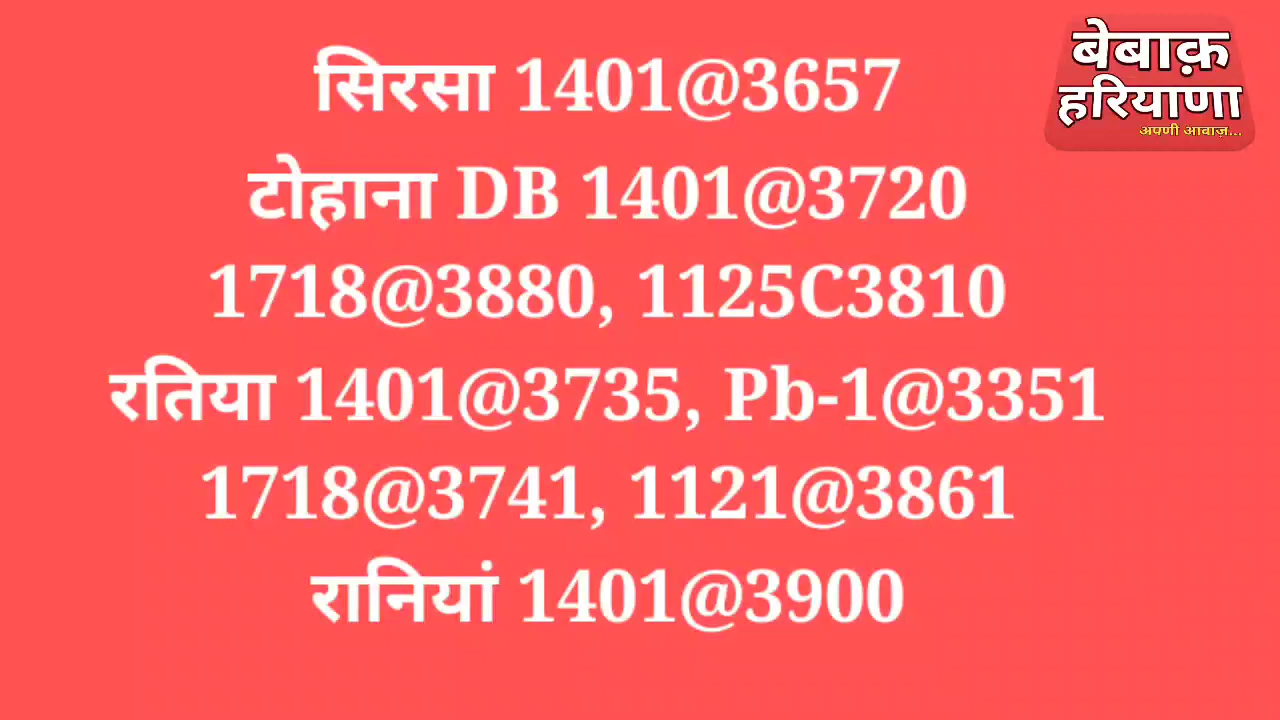 सिरसा 1401@3657
टोहाना DB 1401@3720
1718@3880, 1125C3810
रतिया 1401@3735, Pb-1@3351
1718@3741, 1121@3861
रानियां 1401@3900
बेबाक़
हरियाणा
अपणी आवाज़...